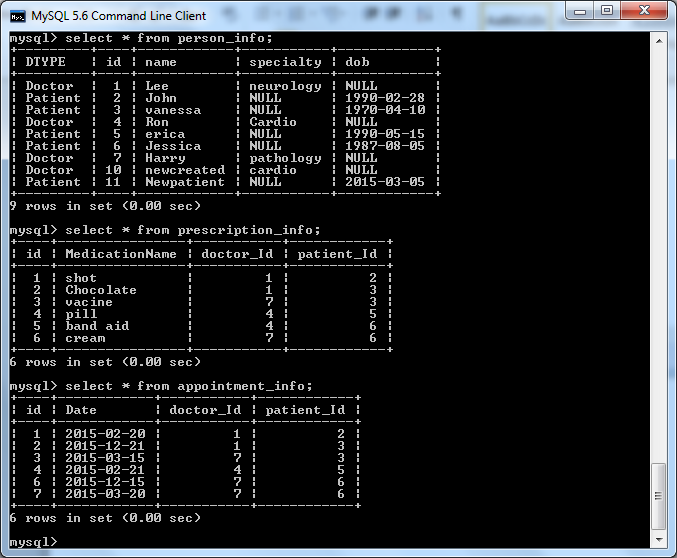 MySQL 5.6 Command Line Client
mysql> select * from person_info;
+---------+----+------------+-----------+------------+
| DTYPE   | id | name       | specialty | dob        |
+---------+----+------------+-----------+------------+
| Doctor  |  1 | Lee        | neurology | NULL       |
| Patient |  2 | John       | NULL      | 1990-02-28 |
| Patient |  3 | vanessa    | NULL      | 1970-04-10 |
| Doctor  |  4 | Ron        | Cardio    | NULL       |
| Patient |  5 | erica      | NULL      | 1990-05-15 |
| Patient |  6 | Jessica    | NULL      | 1987-08-05 |
| Doctor  |  7 | Harry      | pathology | NULL       |
| Doctor  | 10 | newcreated | cardio    | NULL       |
| Patient | 11 | Newpatient | NULL      | 2015-03-05 |
+---------+----+------------+-----------+------------+
9 rows in set (0.00 sec)
mysql> select * from prescription_info;
+----+----------------+-----------+------------+
| id | MedicationName | doctor_Id | patient_Id |
+----+----------------+-----------+------------+
|  1 | shot           |         1 |          2 |
|  2 | Chocolate      |         1 |          3 |
|  3 | vacine         |         7 |          3 |
|  4 | pill           |         4 |          5 |
|  5 | band aid       |         4 |          6 |
|  6 | cream          |         7 |          6 |
+----+----------------+-----------+------------+
6 rows in set (0.00 sec)
mysql> select * from appointment_info;
+----+------------+-----------+------------+
| id | Date       | doctor_Id | patient_Id |
+----+------------+-----------+------------+
|  1 | 2015-02-20 |         1 |          2 |
|  2 | 2015-12-21 |         1 |          3 |
|  3 | 2015-03-15 |         7 |          3 |
|  4 | 2015-02-21 |         4 |          5 |
|  6 | 2015-12-15 |         7 |          6 |
|  7 | 2015-03-20 |         7 |          6 |
+----+------------+-----------+------------+
6 rows in set (0.00 sec)
mysql>